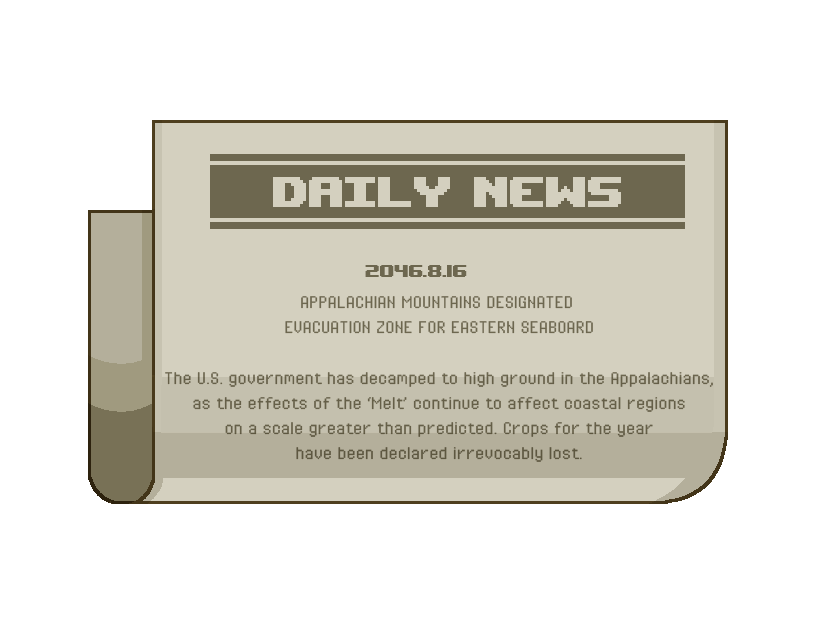 DAILY NEWS
2046.8.16
APPALACHIAN MOUNTAINS DESIGNATED
EVACUATION ZONE FOR EASTERN SEABOARD
The U.S. government has decamped to high ground in the Appalachians,
as the effects of the ‘Melt’ continue to affect coastal regions
on a scale greater than predicted. Crops for the year
have been declared irrevocably lost.